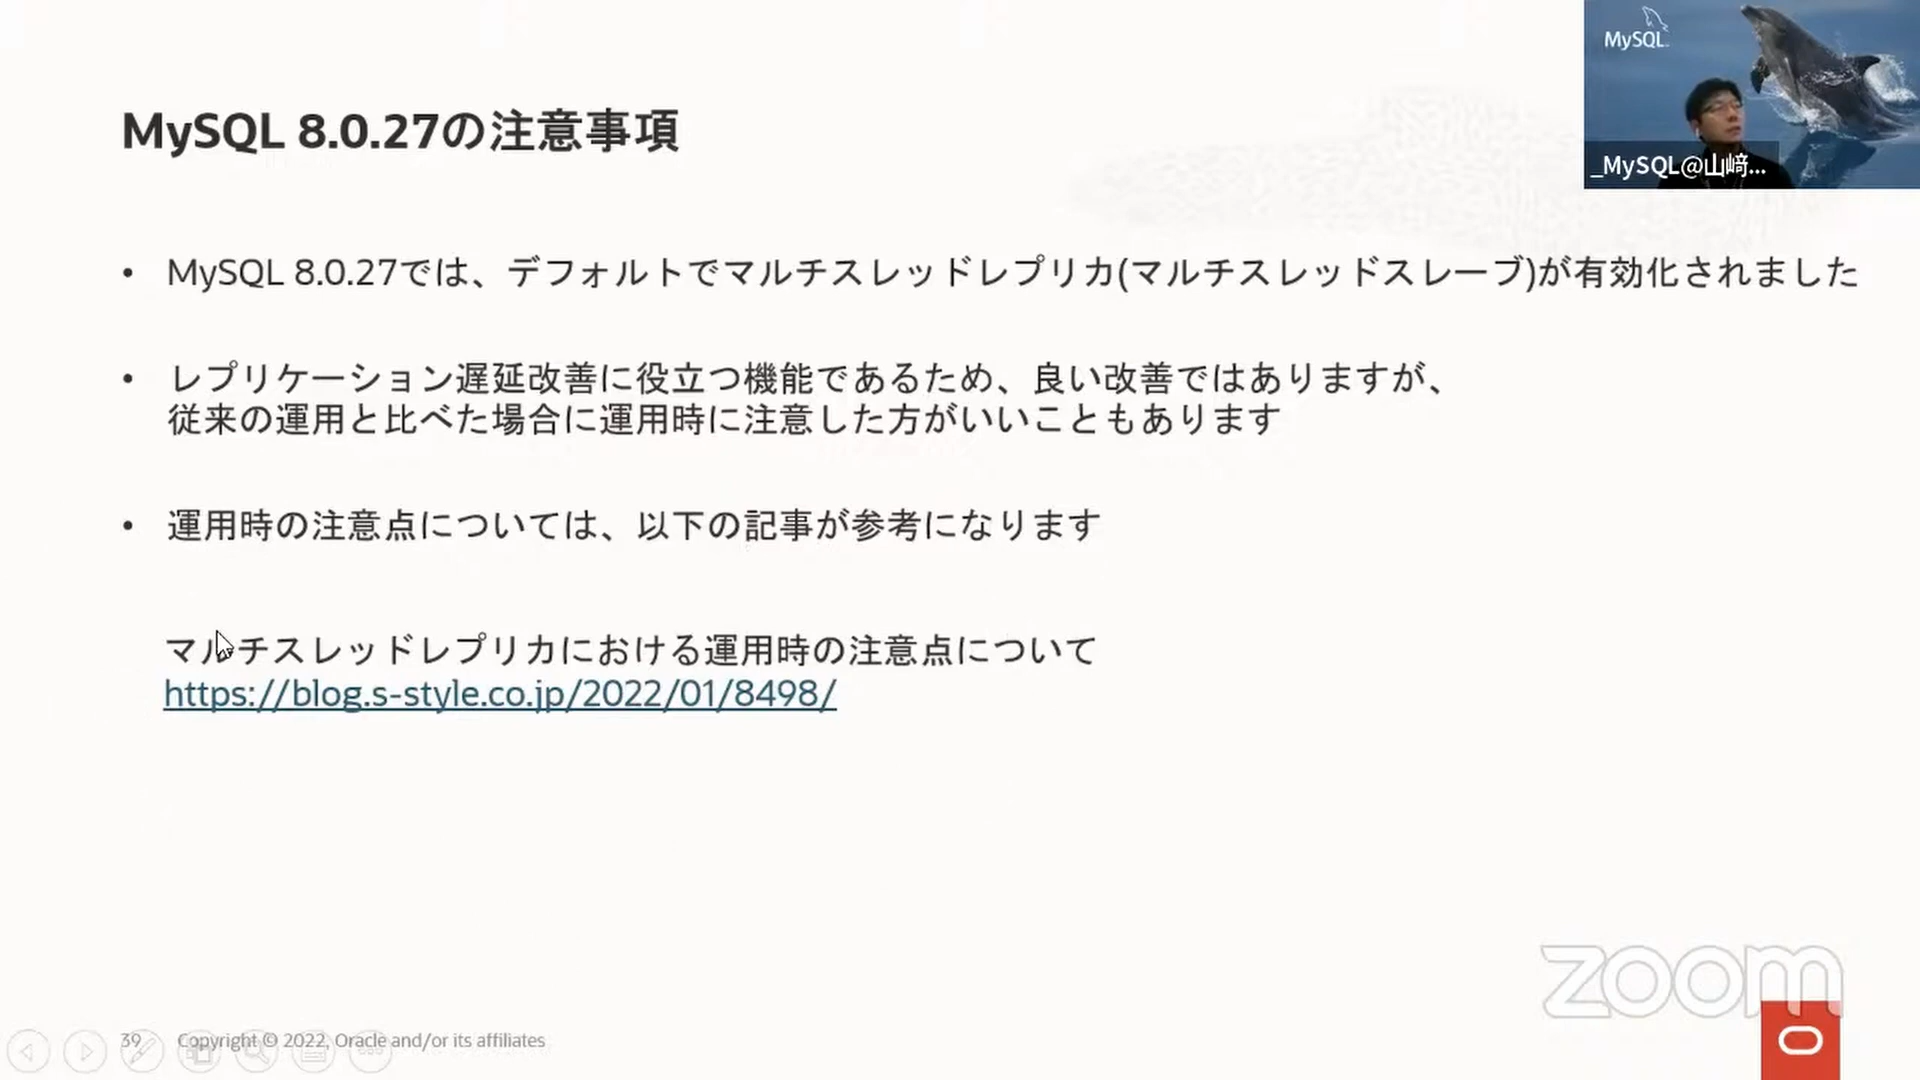 MySQL 8.0.27の注意事項
MySQL
_MySQL@山﨑...
• MySQL 8.0.27では、デフォルトでマルチスレッドレプリカ(マルチスレッドスレーブ)が有効化されました
• レプリケーション遅延改善に役立つ機能であるため、良い改善ではありますが、
従来の運用と比べた場合に運用時に注意した方がいいこともあります
• 運用時の注意点については、以下の記事が参考になります
マルチスレッドレプリカにおける運用時の注意点について
https://blog.s-style.co.jp/2022/01/8498/
zoom
39 Copyright © 2022, Oracle and/or its affiliates